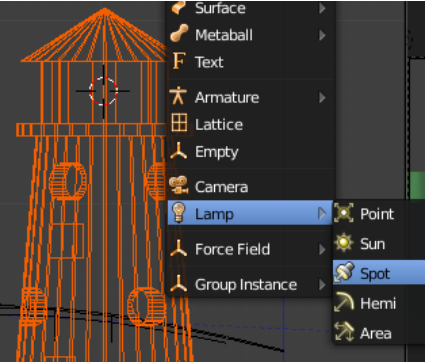 Surface
Metaball
Text
Armature
Lattice
Empty
Camera
Lamp
Point
Sun
Spot
Force Field
Hemi
Group Instance
Area